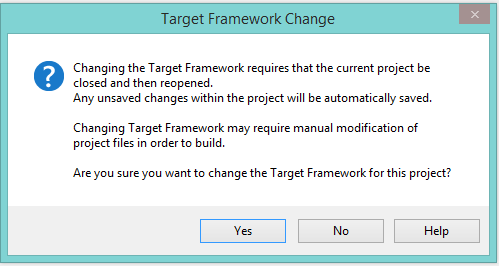 Target Framework Change
Changing the Target Framework requires that the current project be
closed and then reopened.
Any unsaved changes within the project will be automatically saved.
Changing Target Framework may require manual modification of
project files in order to build.
Are you sure you want to change the Target Framework for this project?
Yes No Help